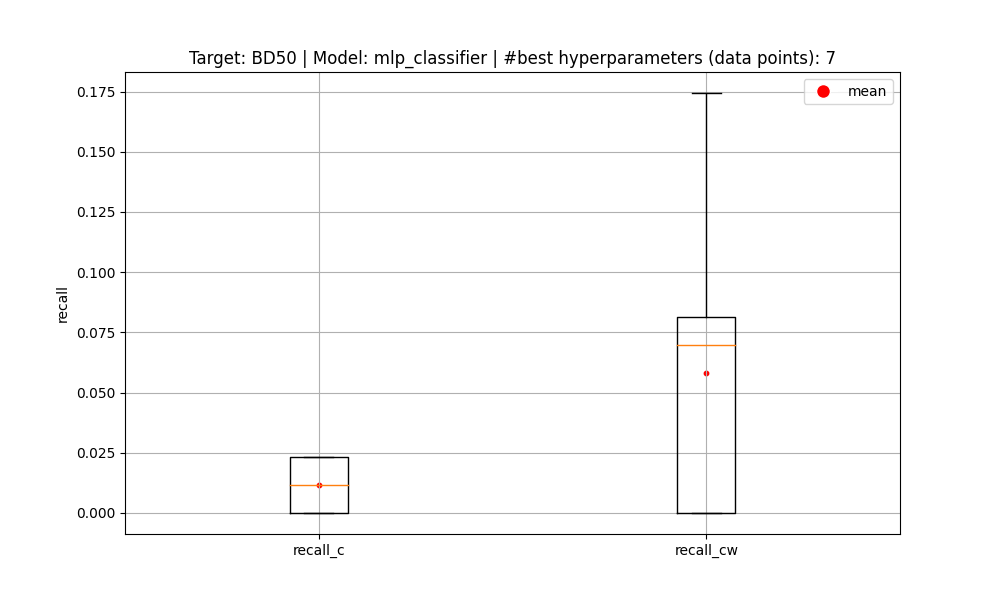 Target: BD50 | Model: mlp_classifier | #best hyperparameters (data points): 7
mean
0.175
0.150
0.125
0.100
0.075
0.050
0.025
0.000
recall
recall_c
recall_cw